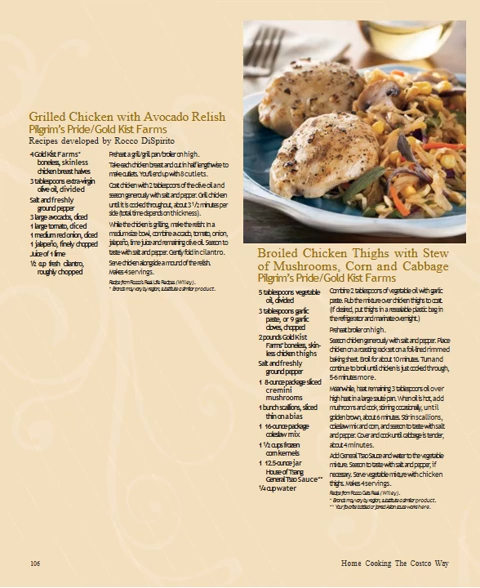 Grilled Chicken with Avocado Relish
Pilgrim's Pride/Gold Kist Farms
Recipes developed by Rocco DiSpirito
4 Gold Kist Farms*
boneless, skinless
chicken breast halves
3 tablespoons extra-virgin
olive oil, divided
Salt and freshly
ground pepper
3 large avocados, diced
1 large tomato, diced
1 medium red onion, diced
1 jalapeño, finely chopped
Juice of 1 lime
1⁄2 cup fresh cilantro,
roughly chopped
Preheat a grill/grill pan/broiler on high.
Take each chicken breast and cut in half lengthwise to
make cutlets. You'll end up with 8 cutlets.
Coat chicken with 2 tablespoons of the olive oil and
season generously with salt and pepper. Grill chicken
until it is cooked throughout, about 3 1⁄2 minutes per
side (total time depends on thickness).
While the chicken is grilling, make the relish: In a
medium-size bowl, combine avocado, tomato, onion,
jalapeño, lime juice and remaining olive oil. Season to
taste with salt and pepper. Gently fold in cilantro.
Serve chicken alongside a mound of the relish.
Makes 4 servings.
Recipe from Rocco's Real Life Recipes (Wiley).
* Brands may vary by region; substitute a similar product.
Broiled Chicken Thighs with Stew
of Mushrooms, Corn and Cabbage
Pilgrim's Pride/Gold Kist Farms
5 tablespoons vegetable
oil, divided
3 tablespoons garlic
paste, or 9 garlic
cloves, chopped
2 pounds Gold Kist
Farms* boneless, skin-
less chicken thighs
Salt and freshly
ground pepper
1 8-ounce package sliced
cremini
mushrooms
1 bunch scallions, sliced
thin on a bias
1 16-ounce package
coleslaw mix
1 1⁄2 cups frozen
corn kernels
1 12.5-ounce jar
House of Tsang
General Tsao Sauce**
1⁄4 cup water
Combine 2 tablespoons of vegetable oil with garlic
paste. Rub the mixture over chicken thighs to coat.
(If desired, put thighs in a resealable plastic bag in
the refrigerator and marinate overnight.)
Preheat broiler on high.
Season chicken generously with salt and pepper. Place
chicken on a roasting rack set on a foil-lined rimmed
baking sheet. Broil for about 10 minutes. Turn and
continue to broil until chicken is just cooked through,
5-6 minutes more.
Meanwhile, heat remaining 3 tablespoons oil over
high heat in a large saute pan. When oil is hot, add
mushrooms and cook, stirring occasionally, until
golden brown, about 6 minutes. Stir in scallions,
coleslaw mix and corn, and season to taste with salt
and pepper. Cover and cook until cabbage is tender,
about 4 minutes.
Add General Tsao Sauce and water to the vegetable
mixture. Season to taste with salt and pepper, if
necessary. Serve vegetable mixture with chicken
thighs. Makes 4 servings.
Recipe from Rocco Gets Real (Wiley).
* Brands may vary by region; substitute a similar product.
** Your favorite bottled or jarred Asian sauce works here.
106
Home Cooking The Costco Way